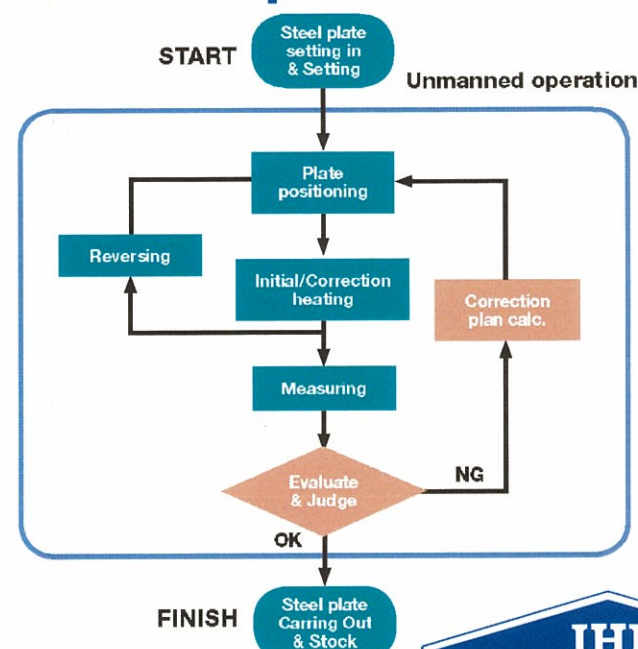 Steel plate
setting in
& Setting
START
Unmanned operation
Plate
positioning
Reversing
Initial/Correction
heating
Correction
plan calc.
Measuring
Evaluate
& Judge
NG
OK
FINISH
Steel plate
Carring Out
& Stock
IHI